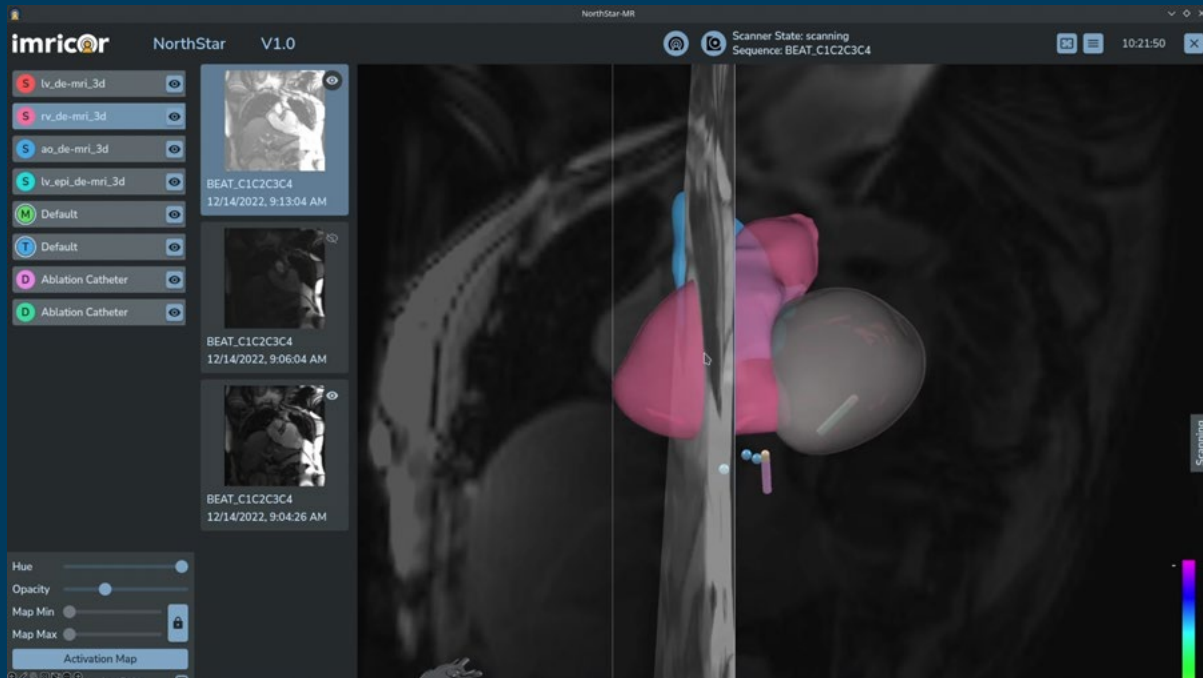 NorthStar-MR
imricor
NorthStar V1.0
Scanner State: scanning
Sequence: BEAT_C1C2C3C4
10:21:50
S lv_de-mri_3d
S rv_de-mri_3d
S ao_de-mri_3d
S lv_epi_de-mri_3d
M Default
T Default
D Ablation Catheter
D Ablation Catheter
BEAT_C1C2C3C4
12/14/2022, 9:13:04 AM
BEAT_C1C2C3C4
12/14/2022, 9:06:04 AM
BEAT_C1C2C3C4
12/14/2022, 9:04:26 AM
Scanning
Hue
Opacity
Map Min
Map Max
Activation Map